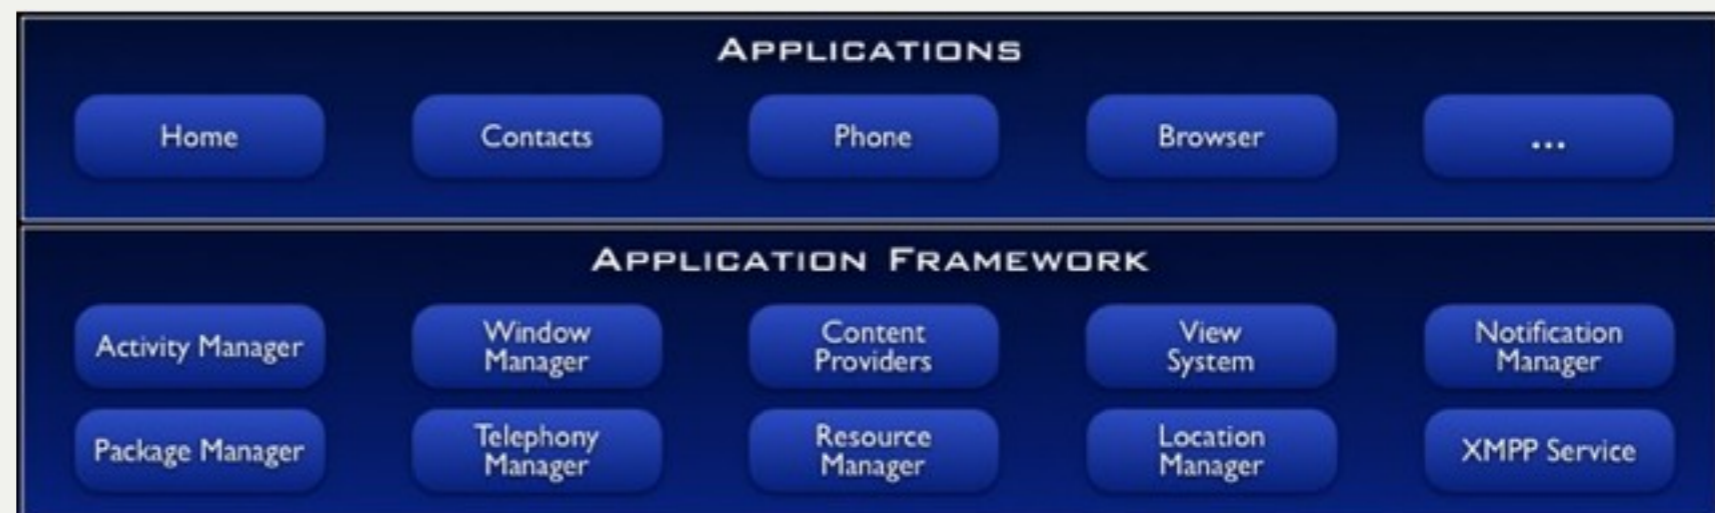 APPLICATIONS
Home
Contacts
Phone
Browser
...
APPLICATION FRAMEWORK
Activity Manager
Window
Manager
Content
Providers
View
System
Notification
Manager
Package Manager
Telephony
Manager
Resource
Manager
Location
Manager
XMPP Service